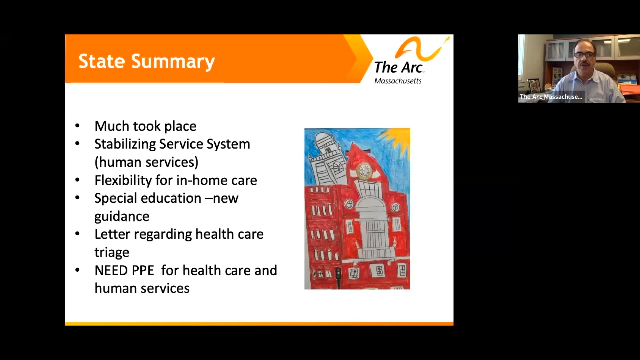 State Summary
The Arc
Massachusetts
• Much took place
• Stabilizing Service System
(human services)
• Flexibility for in-home care
• Special education –new
guidance
• Letter regarding health care
triage
• NEED PPE for health care and
human services
The Arc Massachuse...